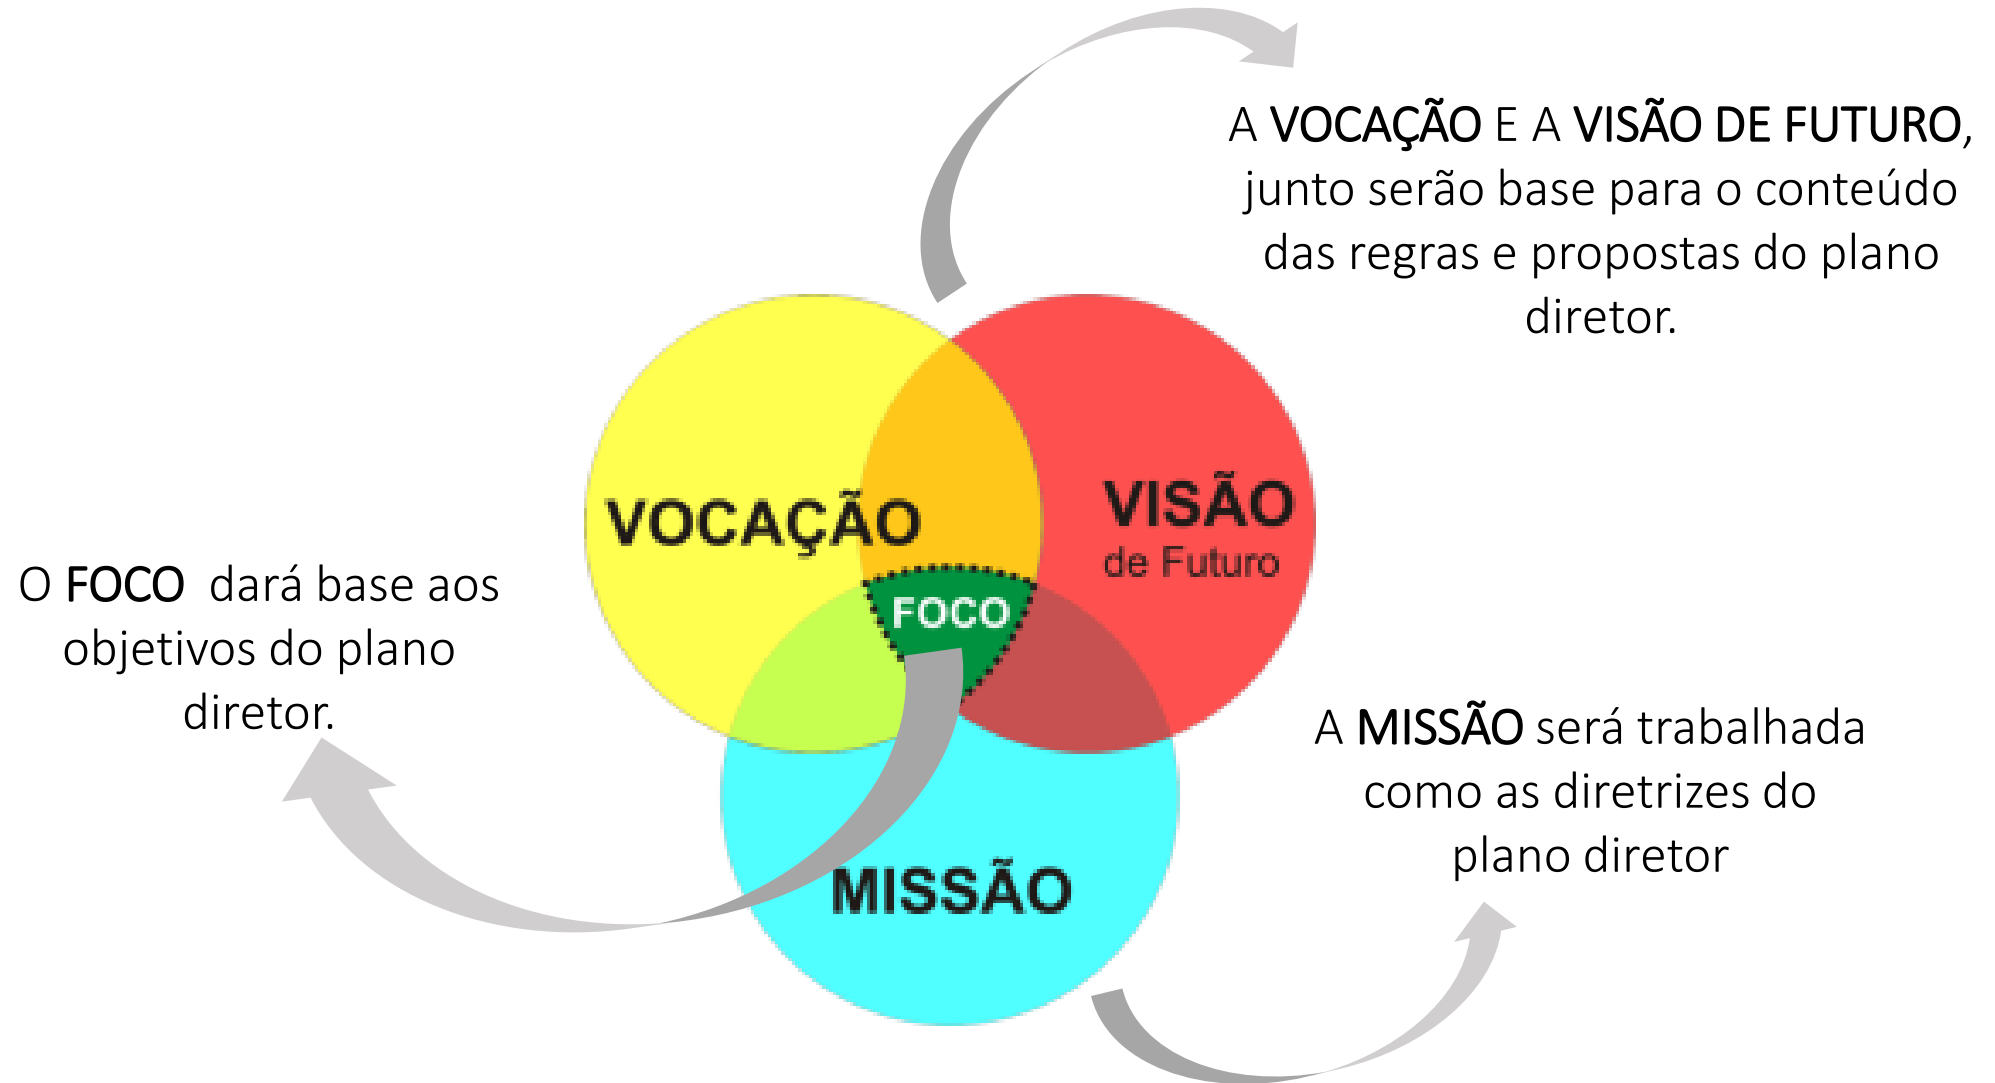 A VOCAÇÃO E A VISÃO DE FUTURO,
junto serão base para o conteúdo
das regras e propostas do plano
diretor.
VOCAÇÃO
VISÃO
de Futuro
FOCO
O FOCO dará base aos
objetivos do plano
diretor.
MISSÃO
A MISSÃO será trabalhada
como as diretrizes do
plano diretor